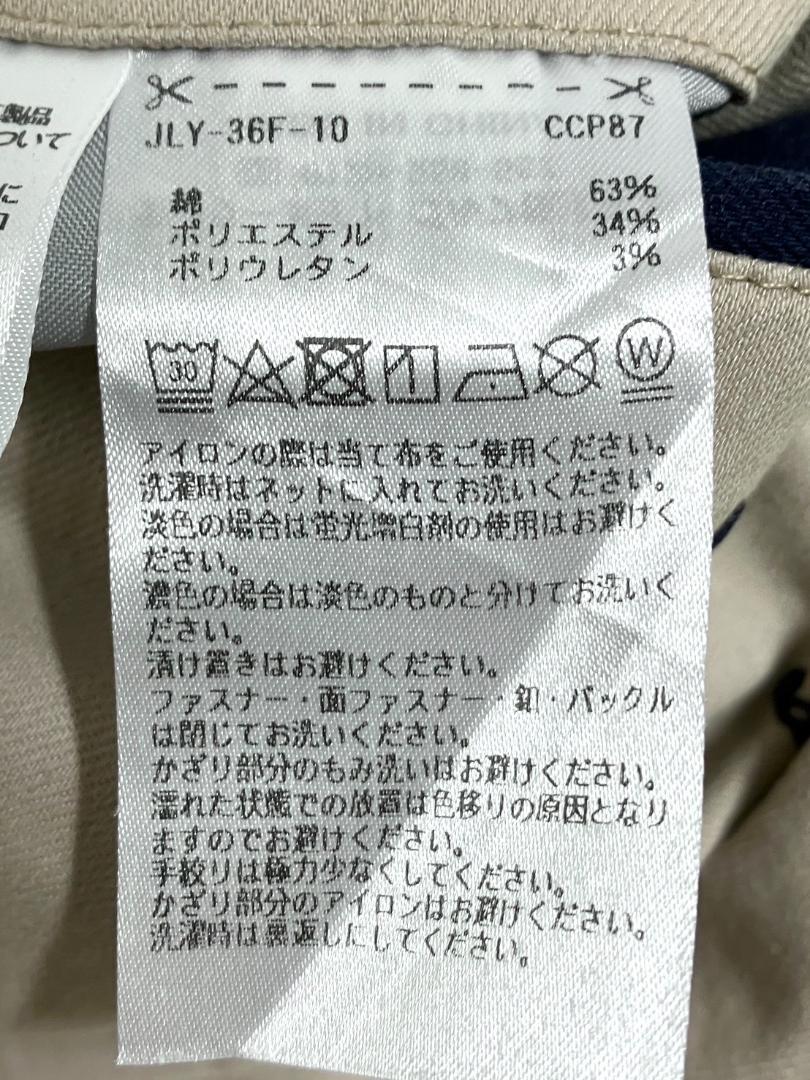 製品
ついて
に
JLY-36F-10 CCP87
綿 63%
ポリエステル 34%
ポリウレタン 3%
30 W
アイロンの際は当て布をご使用ください。
洗濯時はネットに入れてお洗いください。
淡色の場合は蛍光増白剤の使用はお避けく
ださい。
濃色の場合は淡色のものと分けてお洗いく
ださい。
漬け置きはお避けください。
ファスナー・面ファスナー・釦・バックル
は閉じてお洗いください。
かざり部分のもみ洗いはお避けください。
濡れた状態での放置は色移りの原因となり
ますのでお避けください。
手絞りは極力少なくしてください。
かざり部分のアイロンはお避けください。
洗濯時は裏返しにしてください。